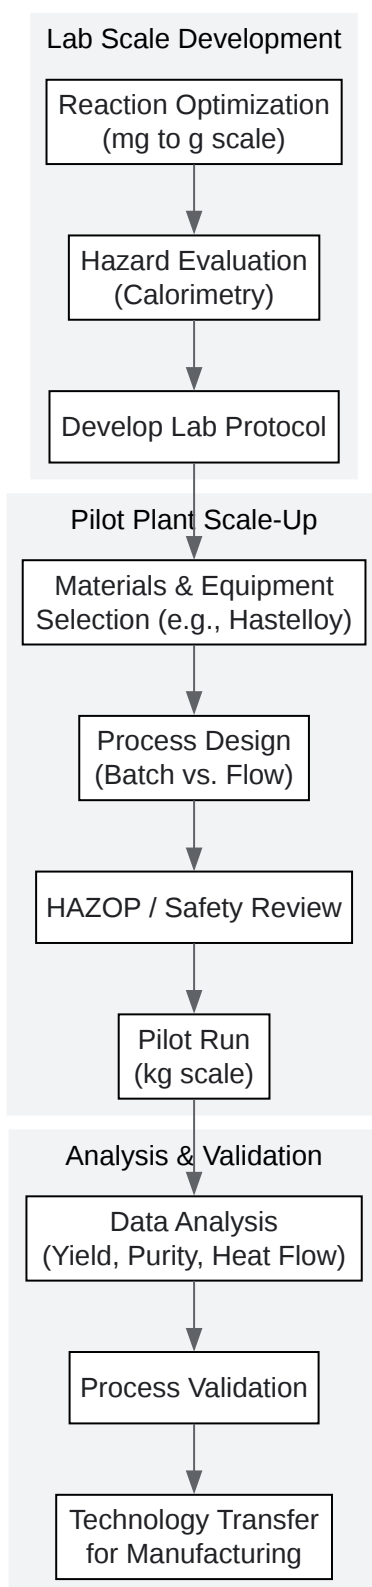 Lab Scale Development
Reaction Optimization
(mg to g scale)
Hazard Evaluation
(Calorimetry)
Develop Lab Protocol
Pilot Plant Scale-Up
Materials & Equipment
Selection (e.g., Hastelloy)
Process Design
(Batch vs. Flow)
HAZOP / Safety Review
Pilot Run
(kg scale)
Analysis & Validation
Data Analysis
(Yield, Purity, Heat Flow)
Process Validation
Technology Transfer
for Manufacturing